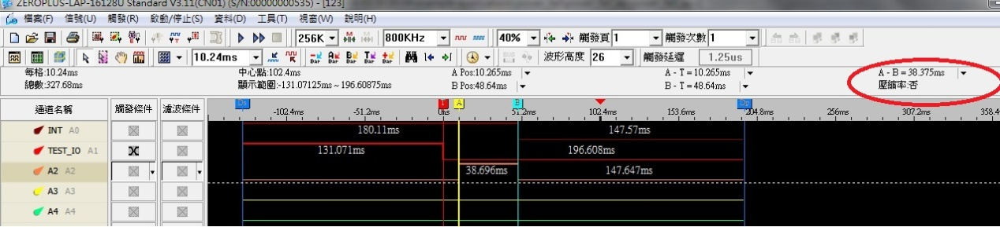 ZEROPLUS-LAP-16128U Standard V3.11(CN01) (S/N:00000000535) - [123]
檔案(F) 信號(U) 觸發(R) 啟動/停止(S) 資料(D) 工具(T) 視窗(W) 說明(H)
256K 800KHz 40% 觸發頁 1 觸發次數 1
10.24ms Bar A Bar B Bar T Bar + Bar 波形高度 26 觸發延遲 1.25us
每格:10.24ms 中心點:102.4ms A Pos:10.265ms A - T = 10.265ms A - B = 38.375ms
總數:327.68ms 顯示範圍:-131.07125ms ~ 196.60875ms B Pos:48.64ms B - T = 48.64ms 壓縮率:否
通道名稱 觸發條件 濾波條件 Ds T A B Dp
-102.4ms -51.2ms 0ns 51.2ms 102.4ms 153.6ms 204.8ms 256ms 307.2ms 358.4
INT A0 180.11ms 147.57ms
TEST_IO A1 131.071ms 196.608ms
A2 A2 38.696ms 147.647ms
A3 A3
A4 A4